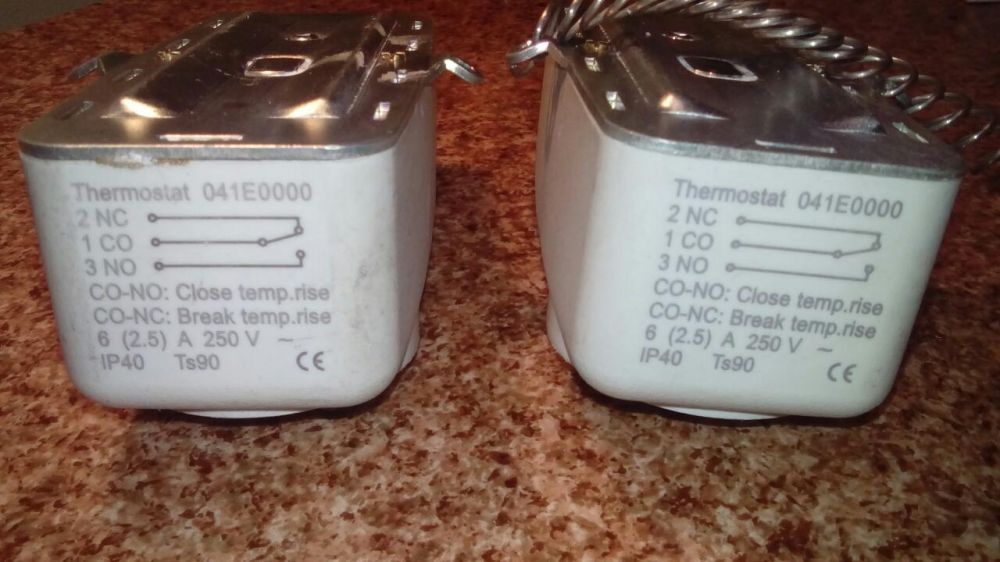 Thermostat 041E0000
2 NC
1 CO
3 NO
CO-NO: Close temp.rise
CO-NC: Break temp.rise
6 (2.5) A 250 V ~
IP40 Ts90 CE
Thermostat 041E0000
2 NC
1 CO
3 NO
CO-NO: Close temp.rise
CO-NC: Break temp.rise
6 (2.5) A 250 V ~
IP40 Ts90 CE